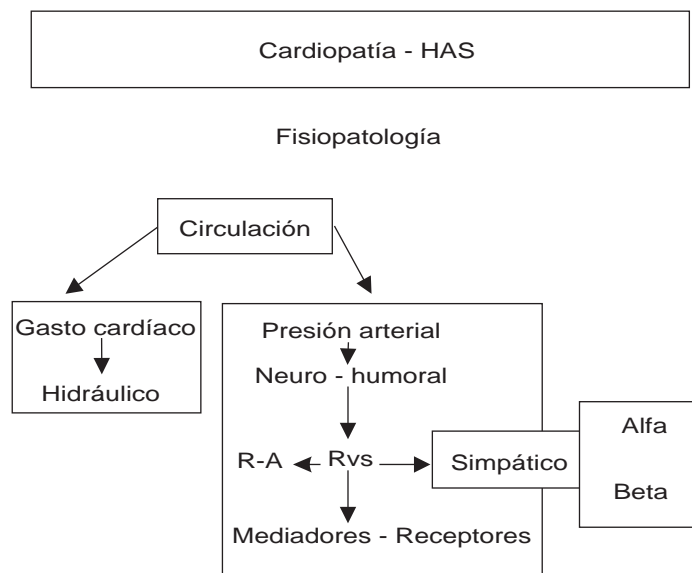 Cardiopatía - HAS
Fisiopatología
Circulación
Gasto cardíaco
Hidráulico
Presión arterial
Neuro - humoral
R-A
Rvs
Simpático
Alfa
Beta
Mediadores - Receptores